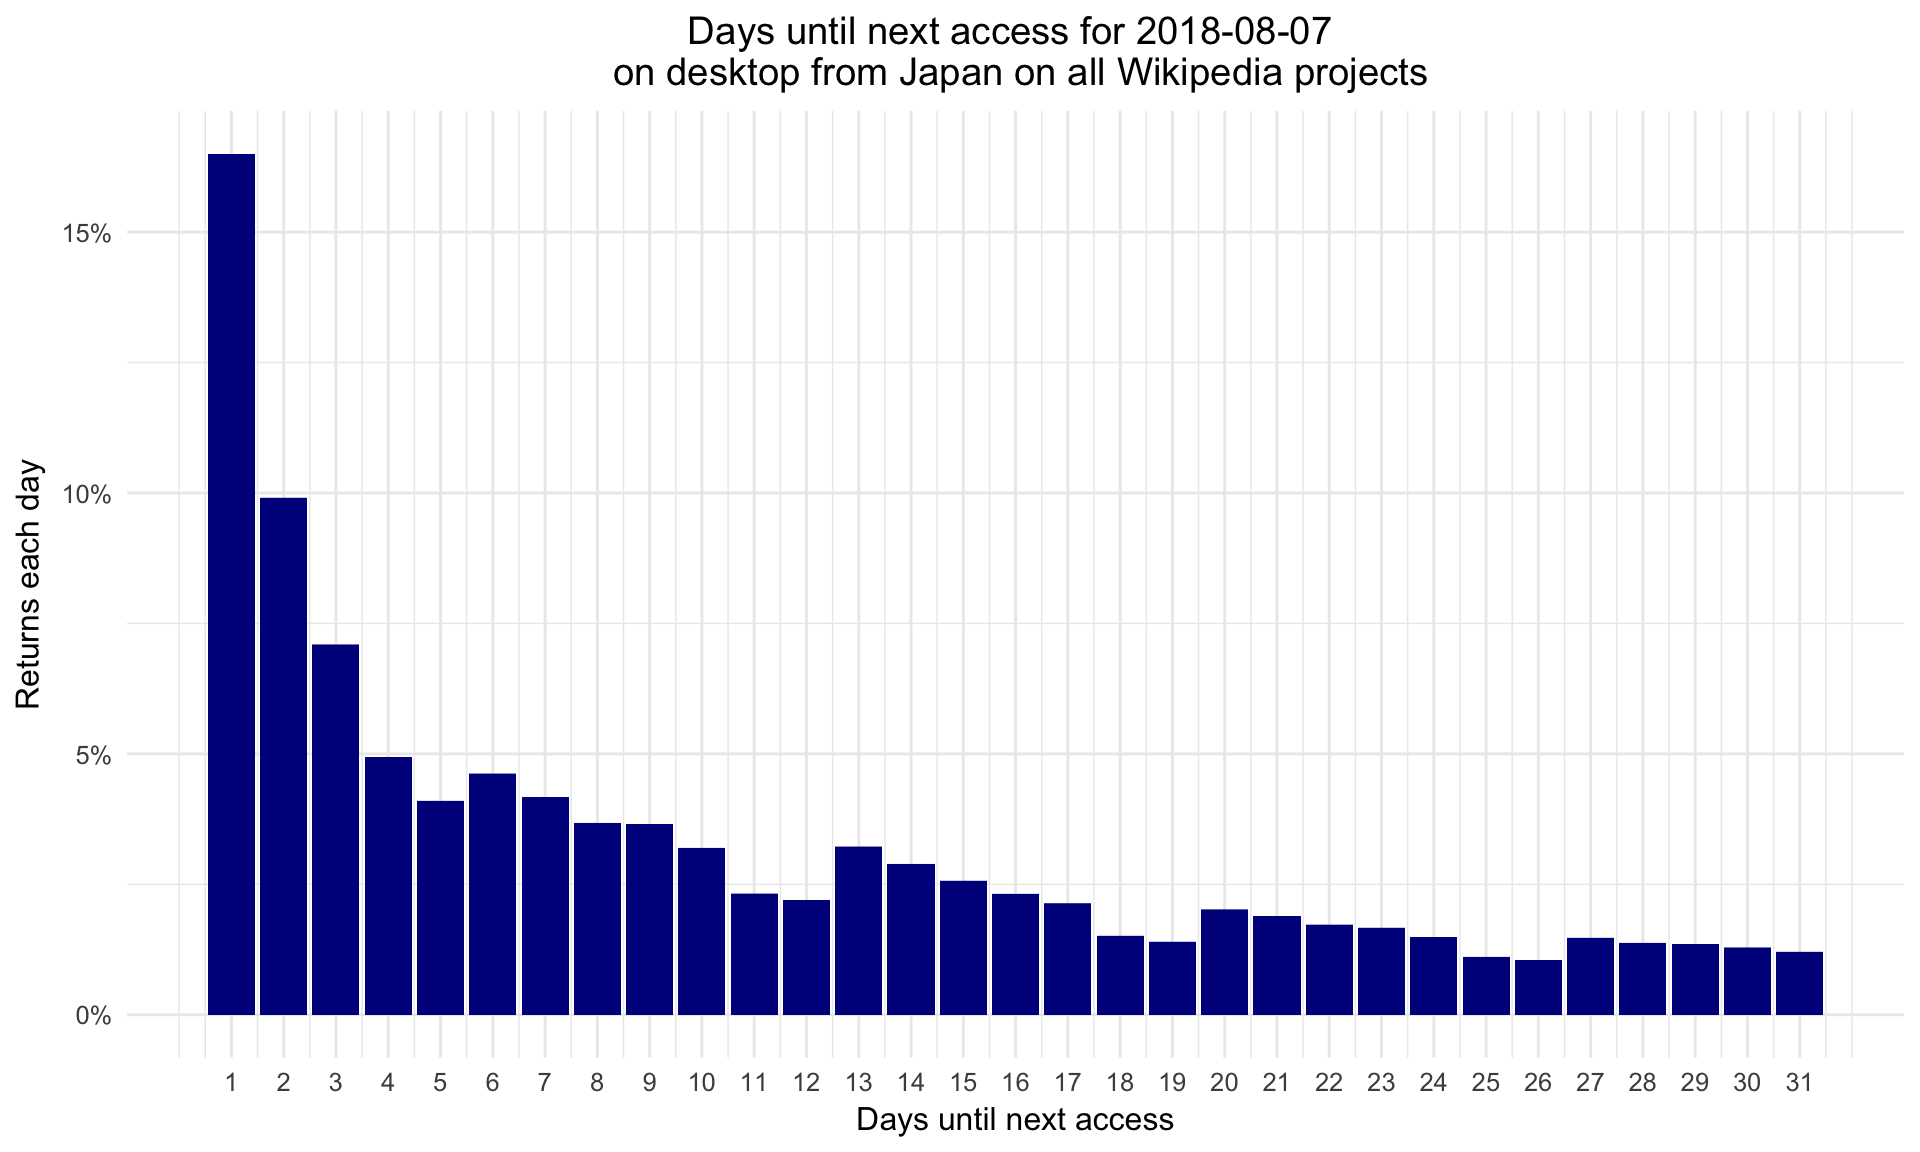 Days until next access for 2018-08-07
on desktop from Japan on all Wikipedia projects
Returns each day
15%
10%
5%
0%
1 2 3 4 5 6 7 8 9 10 11 12 13 14 15 16 17 18 19 20 21 22 23 24 25 26 27 28 29 30 31
Days until next access